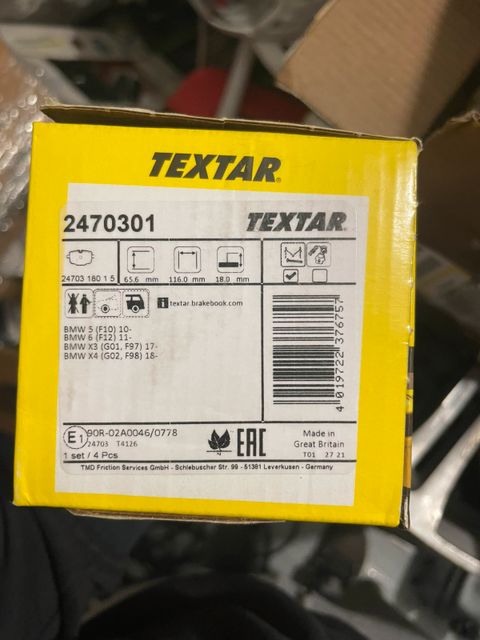 TEXTAR®
2470301
TEXTAR
24703 180 1 5
65.6 mm
116.0 mm
18.0 mm
i textar.brakebook.com
BMW 5 (F10) 10-
BMW 6 (F12) 11-
BMW X3 (G01, F97) 17-
BMW X4 (G02, F98) 18-
4 019722 376757
E1 90R-02A0046/0778
24703 T4126
1 set / 4 Pcs
EAC
Made in
Great Britain
T01 27 21
TMD Friction Services GmbH - Schlebuscher Str. 99 - 51381 Leverkusen - Germany